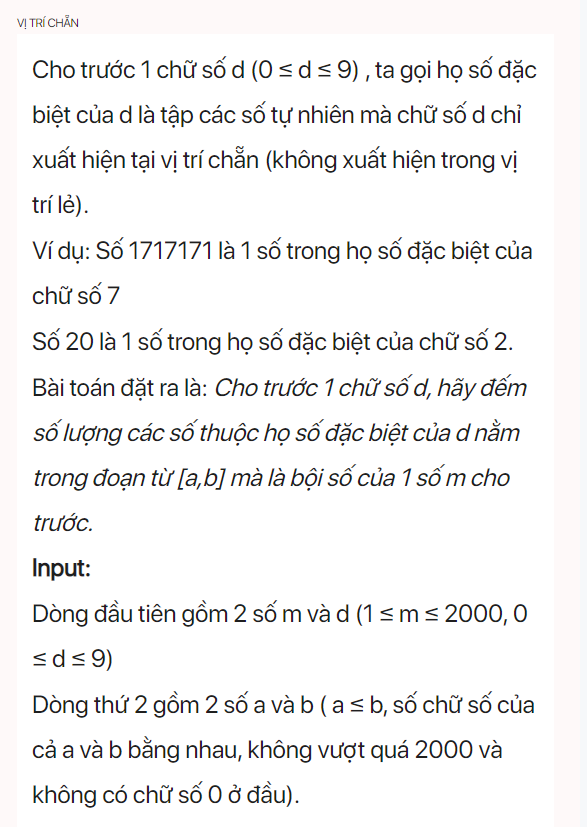 VỊ TRÍ CHẴN
Cho trước 1 chữ số d (0 ≤ d ≤ 9) , ta gọi họ số đặc
biệt của d là tập các số tự nhiên mà chữ số d chỉ
xuất hiện tại vị trí chẵn (không xuất hiện trong vị
trí lẻ).
Ví dụ: Số 1717171 là 1 số trong họ số đặc biệt của
chữ số 7
Số 20 là 1 số trong họ số đặc biệt của chữ số 2.
Bài toán đặt ra là: Cho trước 1 chữ số d, hãy đếm
số lượng các số thuộc họ số đặc biệt của d nằm
trong đoạn từ [a,b] mà là bội số của 1 số m cho
trước.
Input:
Dòng đầu tiên gồm 2 số m và d (1 ≤ m ≤ 2000, 0
≤ d ≤ 9)
Dòng thứ 2 gồm 2 số a và b ( a ≤ b, số chữ số của
cả a và b bằng nhau, không vượt quá 2000 và
không có chữ số 0 ở đầu).